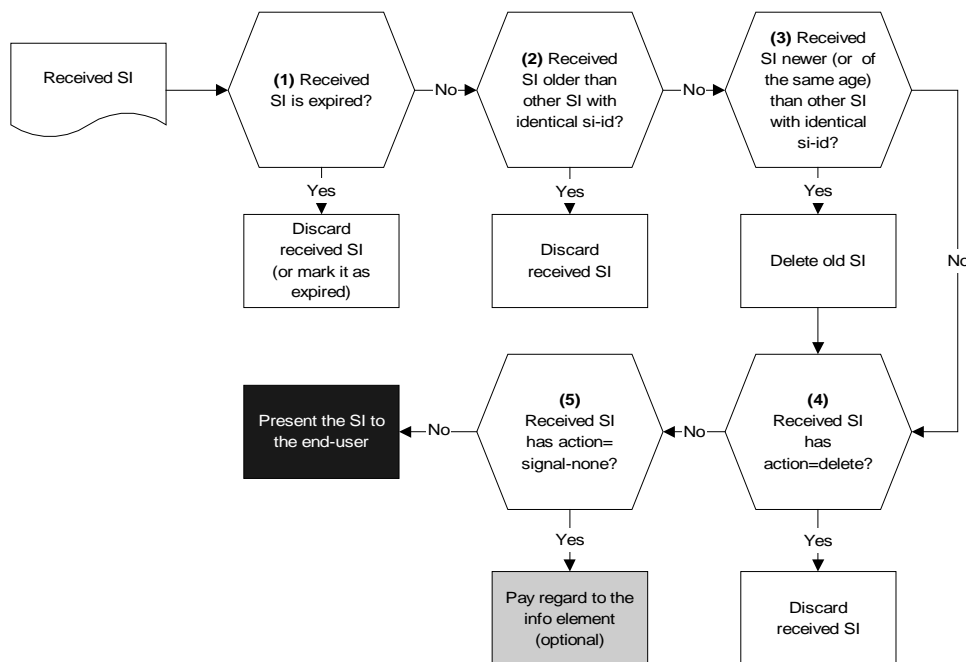 Received SI
(1) Received
SI is expired?
No
(2) Received
SI older than
other SI with
identical si-id?
No
(3) Received
SI newer (or of
the same age)
than other SI
with identical
si-id?
Yes
Yes
Yes
Discard
received SI
(or mark it as
expired)
Discard
received SI
Delete old SI
No
Present the SI to
the end-user
No
(5)
Received SI
has action=
signal-none?
No
(4)
Received SI
has
action=delete?
Yes
Yes
Pay regard to the
info element
(optional)
Discard
received SI